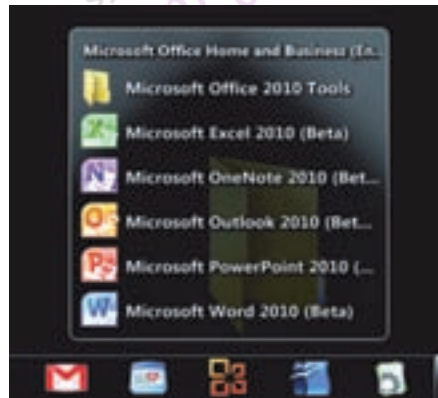 Microsoft Office Home and Business (En...
Microsoft Office 2010 Tools
Microsoft Excel 2010 (Beta)
Microsoft OneNote 2010 (Bet...
Microsoft Outlook 2010 (Bet...
Microsoft PowerPoint 2010 (...
Microsoft Word 2010 (Beta)